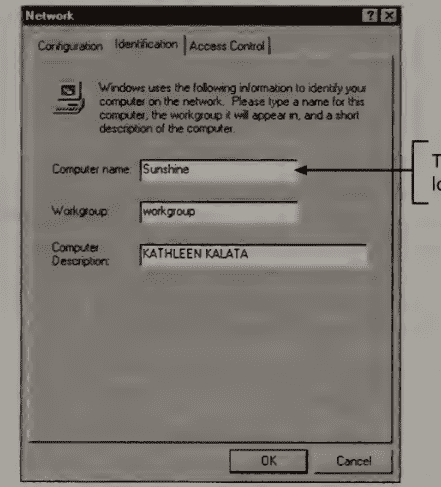 Network
Configuration Identification Access Control
Windows uses the following information to identify your
computer on the network. Please type a name for this
computer, the workgroup it will appear in, and a short
description of the computer.
Computer name: Sunshine
Workgroup: workgroup
Computer
Description: KATHLEEN KALATA
OK Cancel